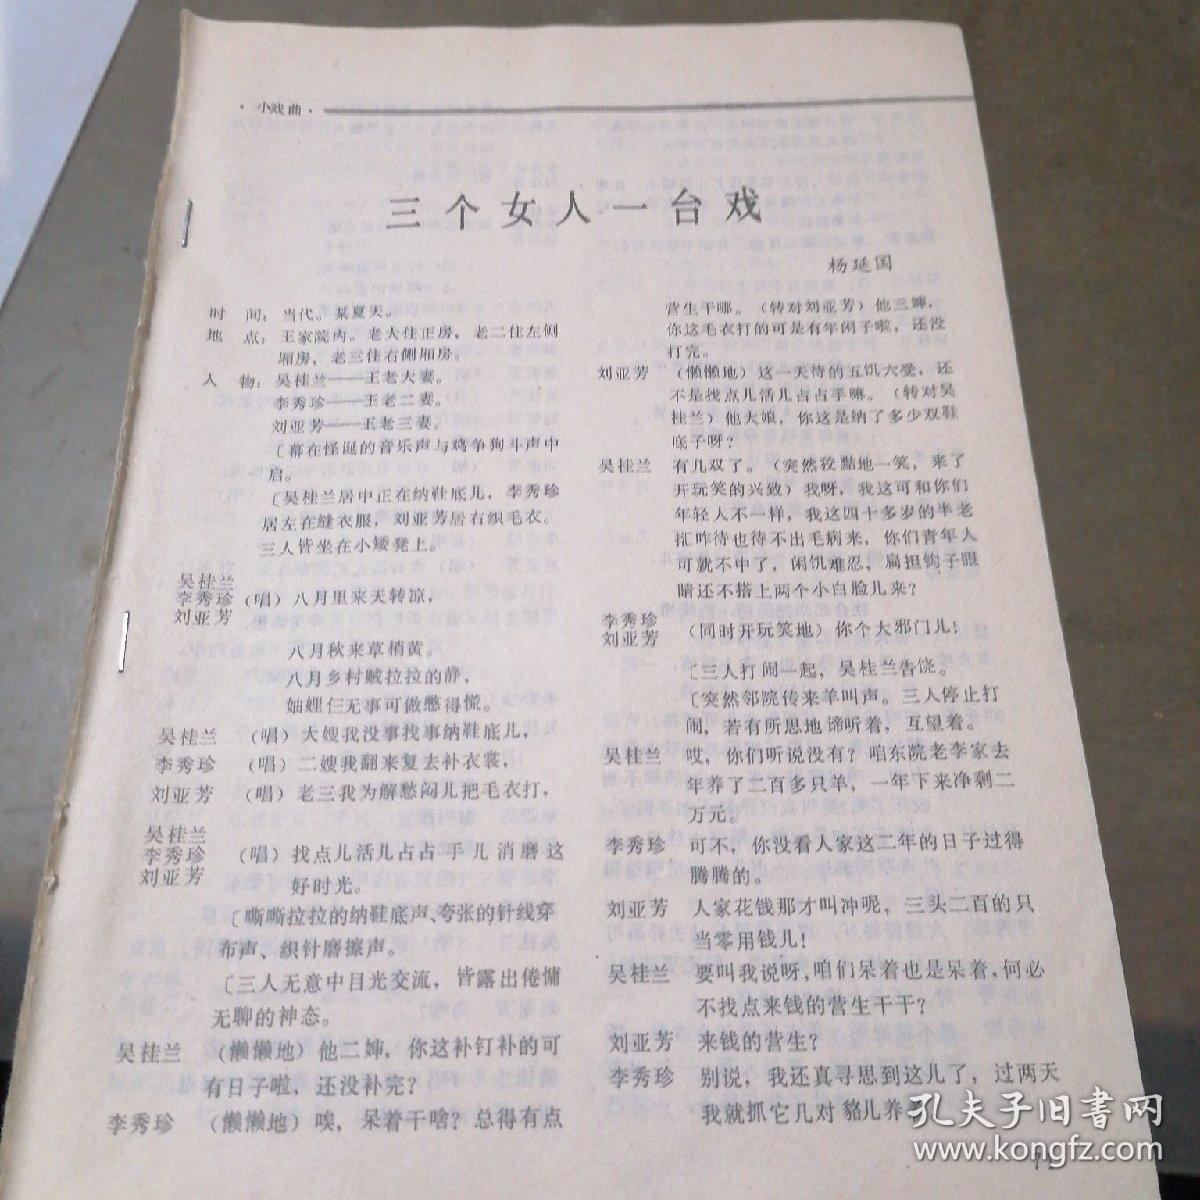 ·小戏曲·
三个女人一台戏
杨延国
时　间：当代。某夏天。
地　点：王家院内。老大住正房，老二住左侧
厢房，老三住右侧厢房。
人　物：吴桂兰——王老大妻。
李秀珍——王老二妻。
刘亚芳——王老三妻。
〔幕在怪诞的音乐声与鸡争狗斗声中
启。
〔吴桂兰居中正在纳鞋底儿，李秀珍
居左在缝衣服，刘亚芳居右织毛衣。
三人皆坐在小矮凳上。
吴桂兰
李秀珍（唱）八月里来天转凉，
刘亚芳
八月秋来草梢黄。
八月乡村贼拉拉的静，
妯娌仨无事可做憋得慌。
吴桂兰　（唱）大嫂我没事找事纳鞋底儿，
李秀珍　（唱）二嫂我翻来复去补衣裳，
刘亚芳　（唱）老三我为解愁闷儿把毛衣打，
吴桂兰
李秀珍　（唱）找点儿活儿占占手儿消磨这
刘亚芳
好时光。
〔嘶嘶拉拉的纳鞋底声、夸张的针线穿
布声、织针磨擦声。
〔三人无意中目光交流，皆露出倦慵
无聊的神态。
吴桂兰　（懒懒地）他二婶，你这补钉补的可
有日子啦，还没补完？
李秀珍　（懒懒地）唉，呆着干啥？总得有点
营生干哪。（转对刘亚芳）他三婶，
你这毛衣打的可是有年闲子啦，还没
打完。
刘亚芳　（懒懒地）这一天待的五饥六受，还
不是找点儿活儿占占手嘛。（转对吴
桂兰）他大娘，你这是纳了多少双鞋
底子呀？
吴桂兰　有几双了。（突然狡黠地一笑，来了
开玩笑的兴致）我呀，我这可和你们
年轻人不一样，我这四十多岁的半老
㧟咋待也待不出毛病来，你们青年人
可就不中了，闲饥难忍，扁担钩子眼
睛还不搭上两个小白脸儿来？
李秀珍
刘亚芳　（同时开玩笑地）你个大邪门儿！
〔三人打闹一起，吴桂兰告饶。
〔突然邻院传来羊叫声。三人停止打
闹，若有所思地谛听着，互望着。
吴桂兰　哎，你们听说没有？咱东院老李家去
年养了二百多只羊，一年下来净剩二
万元。
李秀珍　可不，你没看人家这二年的日子过得
腾腾的。
刘亚芳　人家花钱那才叫冲呢，三头二百的只
当零用钱儿！
吴桂兰　要叫我说呀，咱们呆着也是呆着，何必
不找点来钱的营生干干？
刘亚芳　来钱的营生？
李秀珍　别说，我还真寻思到这儿了，过两天
我就抓它几对貉儿养
孔夫子旧书网
www.kongfz.com